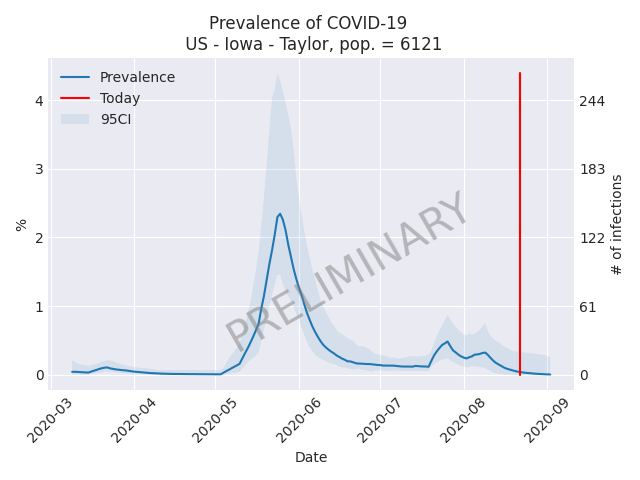 Prevalence of COVID-19
US - Iowa - Taylor, pop. = 6121
Prevalence
Today
95CI
4
3
2
1
0
%
244
183
122
61
0
# of infections
PRELIMINARY
2020-03
2020-04
2020-05
2020-06
2020-07
2020-08
2020-09
Date